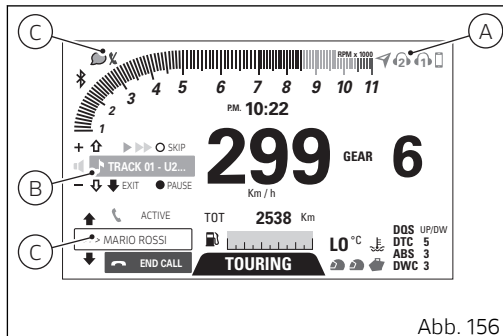 C
A
RPM x 1000
2 1
1 2 3 4 5 6 7 8 9 10 11
P.M. 10:22
+ SKIP
B
TRACK 01 - U2...
- EXIT PAUSE
299
Km / h
GEAR 6
ACTIVE
TOT 2538 Km
C
> MARIO ROSSI
END CALL
TOURING
LO °C
DQS UP/DW
DTC 5
ABS 3
DWC 3
Abb. 156